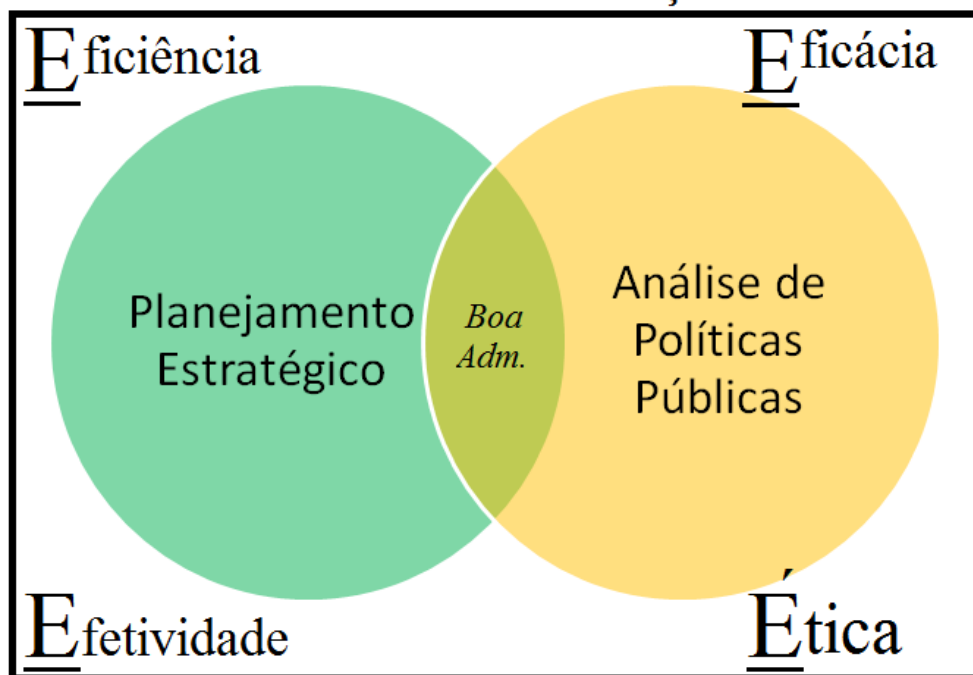 Eficiência
Eficácia
Planejamento
Estratégico
Boa
Adm.
Análise de
Políticas
Públicas
Efetividade
Ética